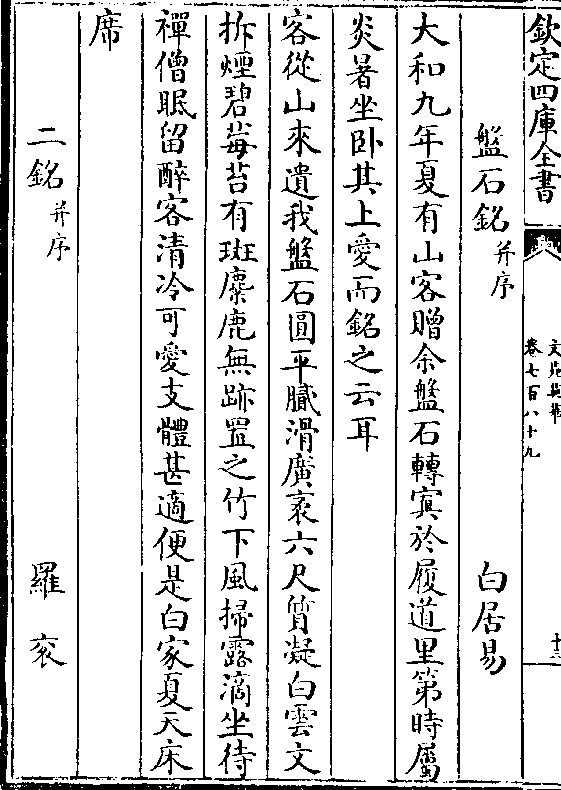 欽定四庫全書
文苑英華
卷七百八十九
十三
盤石銘并序
白居易
大和九年夏有山客贈余盤石轉寘於履道里第時屬
炎暑坐卧其上愛而銘之云耳
客從山來遺我盤石圓平膩滑廣袤六尺質凝白雲文
拆煙碧莓苔有斑麋鹿無跡置之竹下風掃露滴坐待
禪僧眠留醉客清冷可愛支體甚適便是白家夏天床
席
二銘并序
羅衮